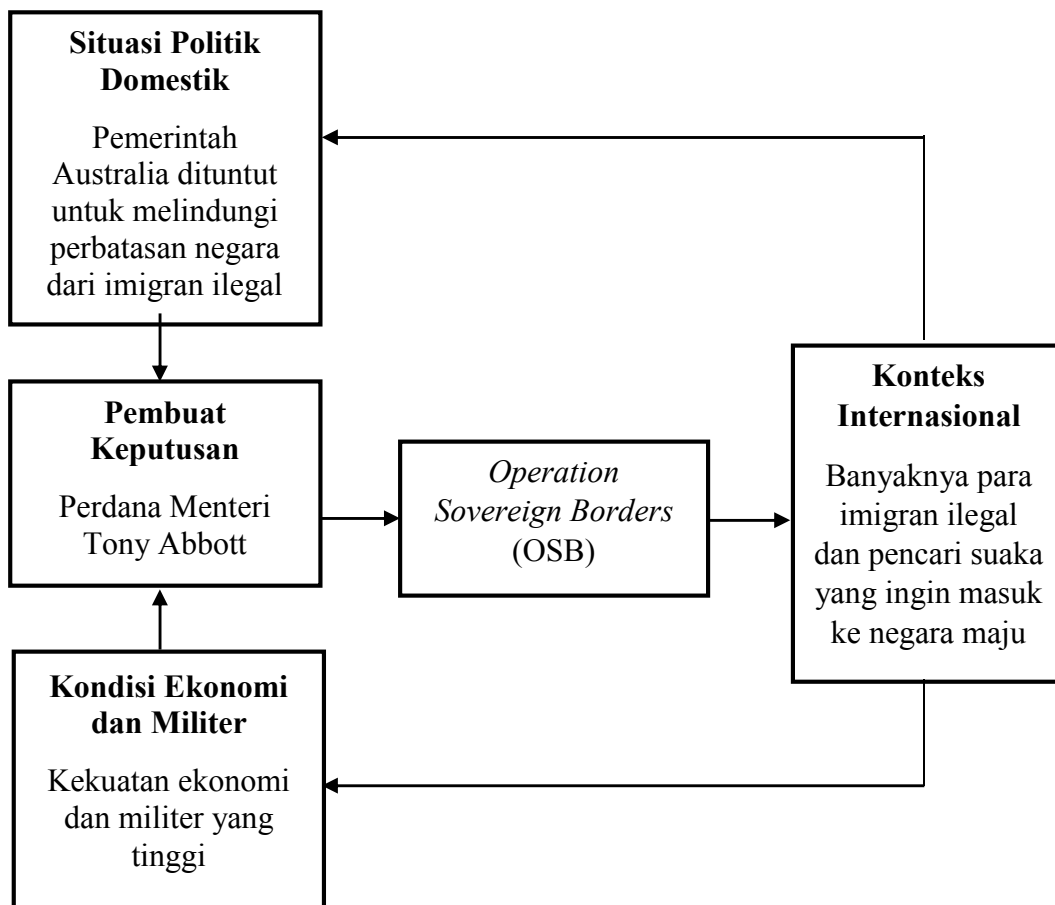 Situasi Politik
Domestik
Pemerintah
Australia dituntut
untuk melindungi
perbatasan negara
dari imigran ilegal
Pembuat
Keputusan
Perdana Menteri
Tony Abbott
Operation
Sovereign Borders
(OSB)
Konteks
Internasional
Banyaknya para
imigran ilegal
dan pencari suaka
yang ingin masuk
ke negara maju
Kondisi Ekonomi
dan Militer
Kekuatan ekonomi
dan militer yang
tinggi